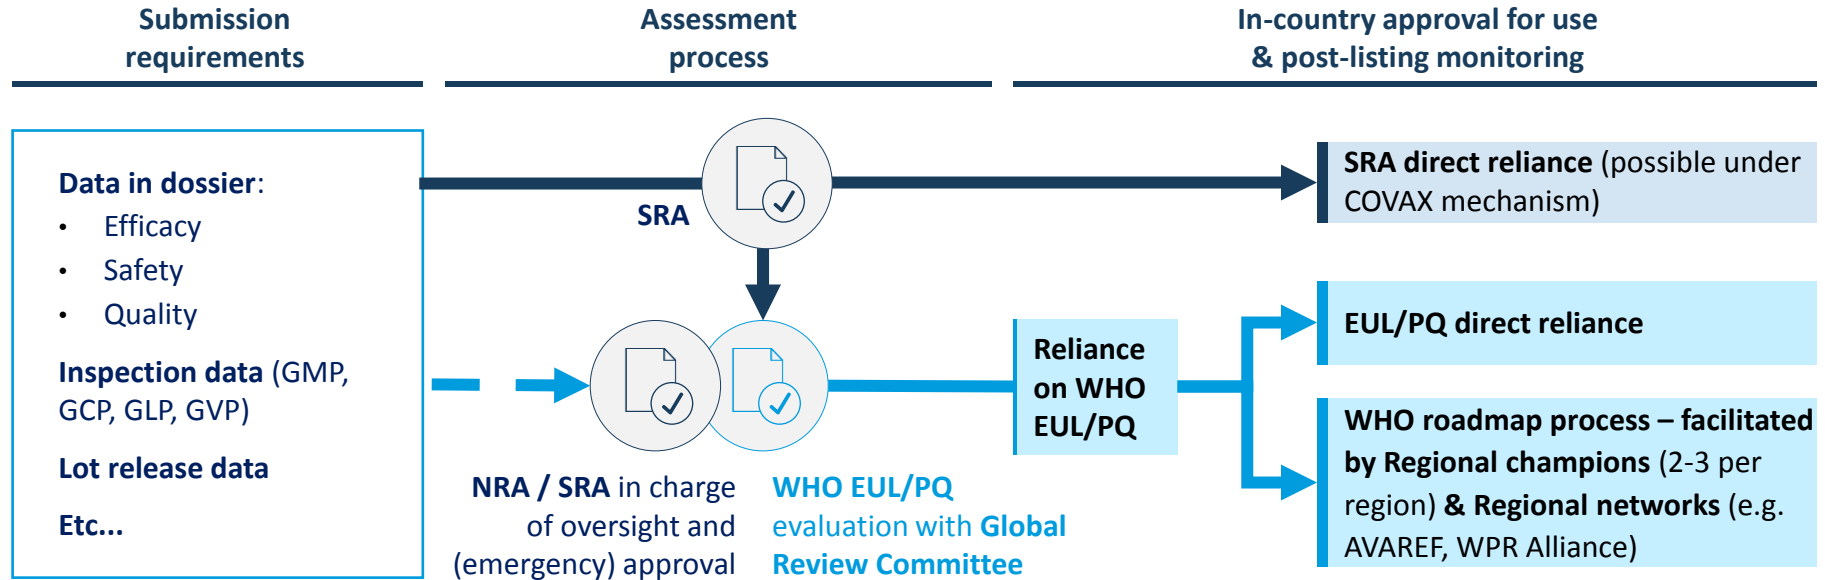 Submission
requirements
Assessment
process
In-country approval for use
& post-listing monitoring
Data in dossier:
• Efficacy
• Safety
• Quality
Inspection data (GMP,
GCP, GLP, GVP)
Lot release data
Etc...
SRA
NRA / SRA in charge
of oversight and
(emergency) approval
WHO EUL/PQ
evaluation with Global
Review Committee
Reliance
on WHO
EUL/PQ
SRA direct reliance (possible under
COVAX mechanism)
EUL/PQ direct reliance
WHO roadmap process – facilitated
by Regional champions (2-3 per
region) & Regional networks (e.g.
AVAREF, WPR Alliance)